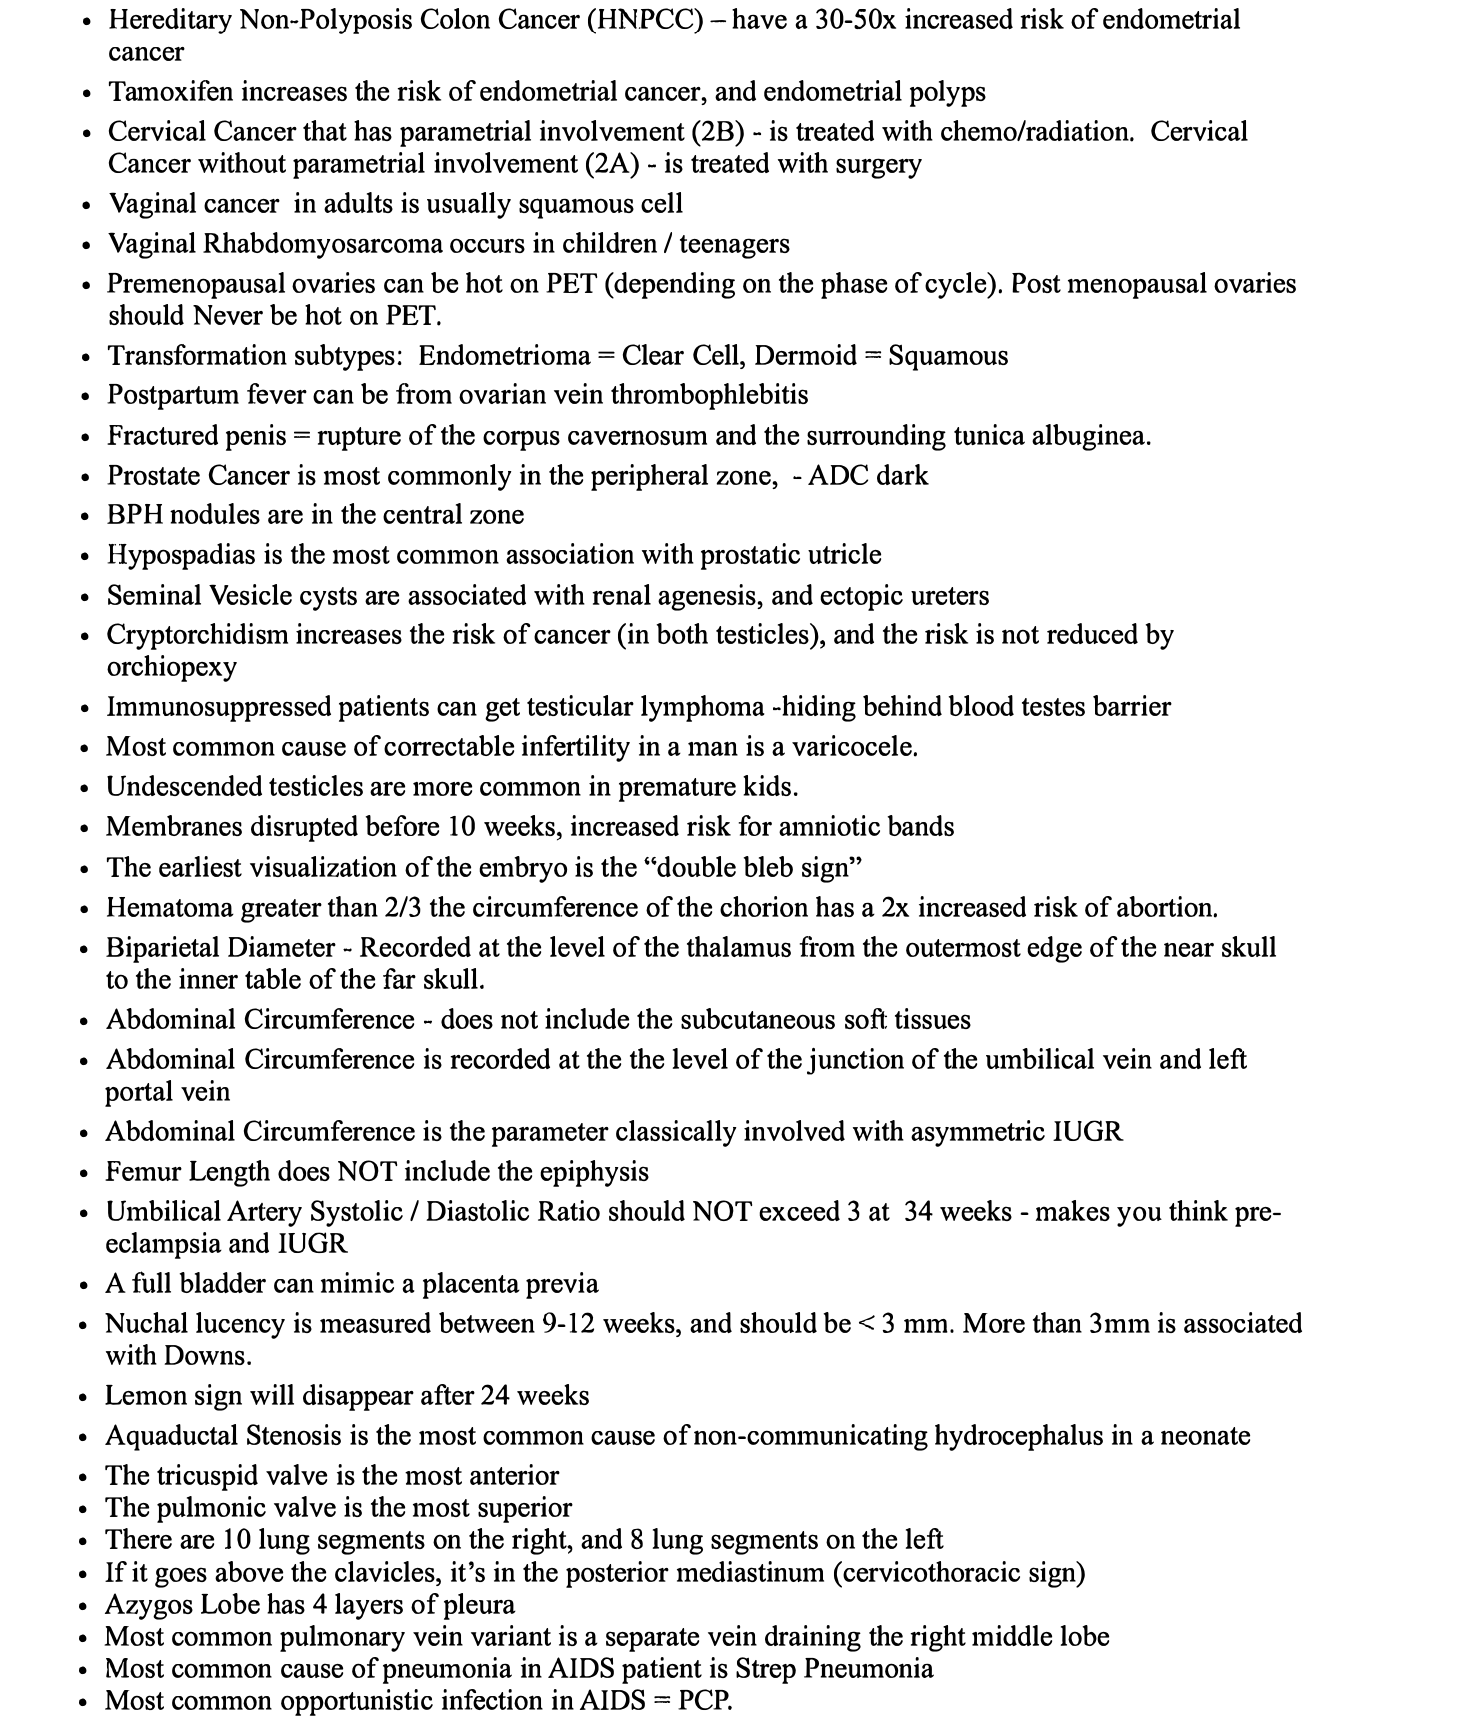 • Hereditary Non-Polyposis Colon Cancer (HNPCC) – have a 30-50x increased risk of endometrial
cancer
• Tamoxifen increases the risk of endometrial cancer, and endometrial polyps
• Cervical Cancer that has parametrial involvement (2B) - is treated with chemo/radiation. Cervical
Cancer without parametrial involvement (2A) - is treated with surgery
• Vaginal cancer in adults is usually squamous cell
• Vaginal Rhabdomyosarcoma occurs in children / teenagers
• Premenopausal ovaries can be hot on PET (depending on the phase of cycle). Post menopausal ovaries
should Never be hot on PET.
• Transformation subtypes: Endometrioma = Clear Cell, Dermoid = Squamous
• Postpartum fever can be from ovarian vein thrombophlebitis
• Fractured penis = rupture of the corpus cavernosum and the surrounding tunica albuginea.
• Prostate Cancer is most commonly in the peripheral zone, - ADC dark
• BPH nodules are in the central zone
• Hypospadias is the most common association with prostatic utricle
• Seminal Vesicle cysts are associated with renal agenesis, and ectopic ureters
• Cryptorchidism increases the risk of cancer (in both testicles), and the risk is not reduced by
orchiopexy
• Immunosuppressed patients can get testicular lymphoma -hiding behind blood testes barrier
• Most common cause of correctable infertility in a man is a varicocele.
• Undescended testicles are more common in premature kids.
• Membranes disrupted before 10 weeks, increased risk for amniotic bands
• The earliest visualization of the embryo is the “double bleb sign”
• Hematoma greater than 2/3 the circumference of the chorion has a 2x increased risk of abortion.
• Biparietal Diameter - Recorded at the level of the thalamus from the outermost edge of the near skull
to the inner table of the far skull.
• Abdominal Circumference - does not include the subcutaneous soft tissues
• Abdominal Circumference is recorded at the the level of the junction of the umbilical vein and left
portal vein
• Abdominal Circumference is the parameter classically involved with asymmetric IUGR
• Femur Length does NOT include the epiphysis
• Umbilical Artery Systolic / Diastolic Ratio should NOT exceed 3 at 34 weeks - makes you think pre-
eclampsia and IUGR
• A full bladder can mimic a placenta previa
• Nuchal lucency is measured between 9-12 weeks, and should be < 3 mm. More than 3mm is associated
with Downs.
• Lemon sign will disappear after 24 weeks
• Aquaductal Stenosis is the most common cause of non-communicating hydrocephalus in a neonate
• The tricuspid valve is the most anterior
• The pulmonic valve is the most superior
• There are 10 lung segments on the right, and 8 lung segments on the left
• If it goes above the clavicles, it’s in the posterior mediastinum (cervicothoracic sign)
• Azygos Lobe has 4 layers of pleura
• Most common pulmonary vein variant is a separate vein draining the right middle lobe
• Most common cause of pneumonia in AIDS patient is Strep Pneumonia
• Most common opportunistic infection in AIDS = PCP.